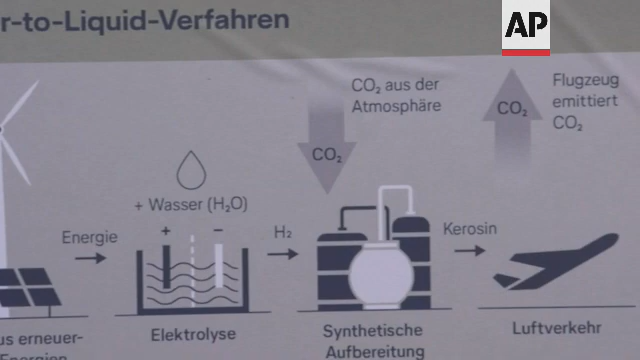 r-to-Liquid-Verfahren
AP
CO₂ aus der
Atmosphäre
CO₂
CO₂
Flugzeug
emittiert
CO₂
+ Wasser (H₂O)
Energie
+ −
H₂
Kerosin
us erneuer-
Energien
Elektrolyse
Synthetische
Aufbereitung
Luftverkehr